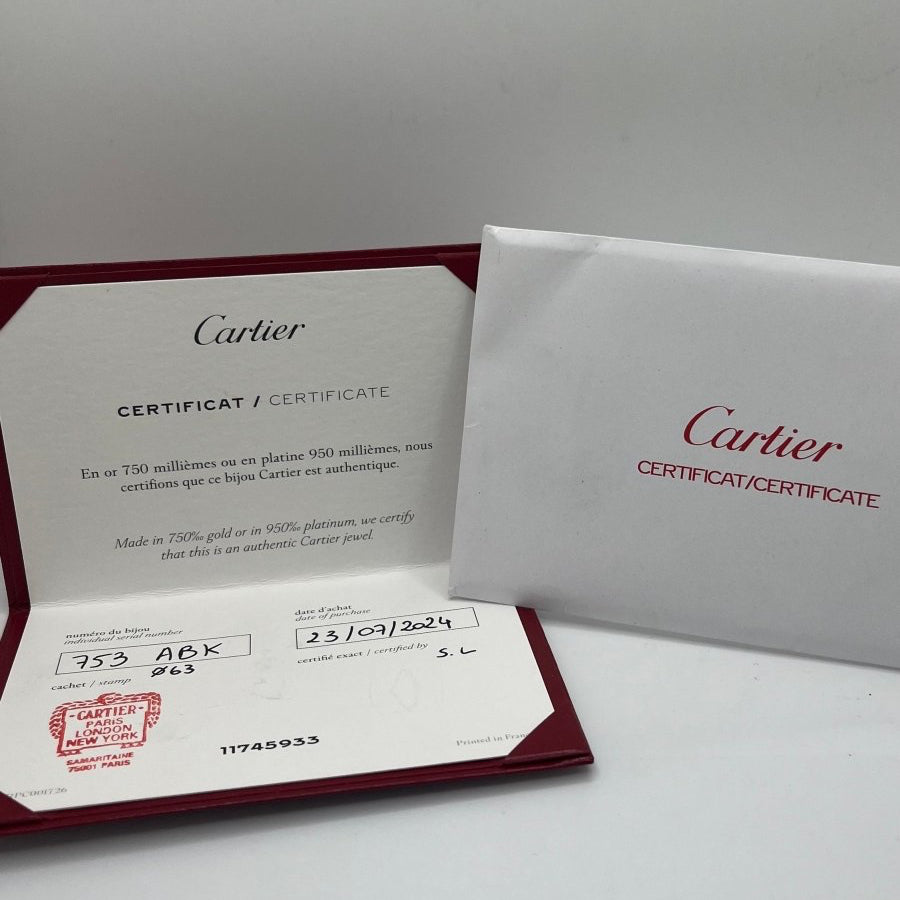 Cartier
CERTIFICAT / CERTIFICATE
En or 750 millièmes ou en platine 950 millièmes, nous
certifions que ce bijou Cartier est authentique.
Made in 750‰ gold or in 950‰ platinum, we certify
that this is an authentic Cartier jewel.
numéro du bijou
individual serial number
753 ABK
Ø63
date d'achat
date of purchase
23/07/2024
certifié exact / certified by S. L
cachet / stamp
- CARTIER -
PARIS
LONDON
NEW YORK
SAMARITAINE
75001 PARIS
11745933
Printed in
Cartier
CERTIFICAT/CERTIFICATE